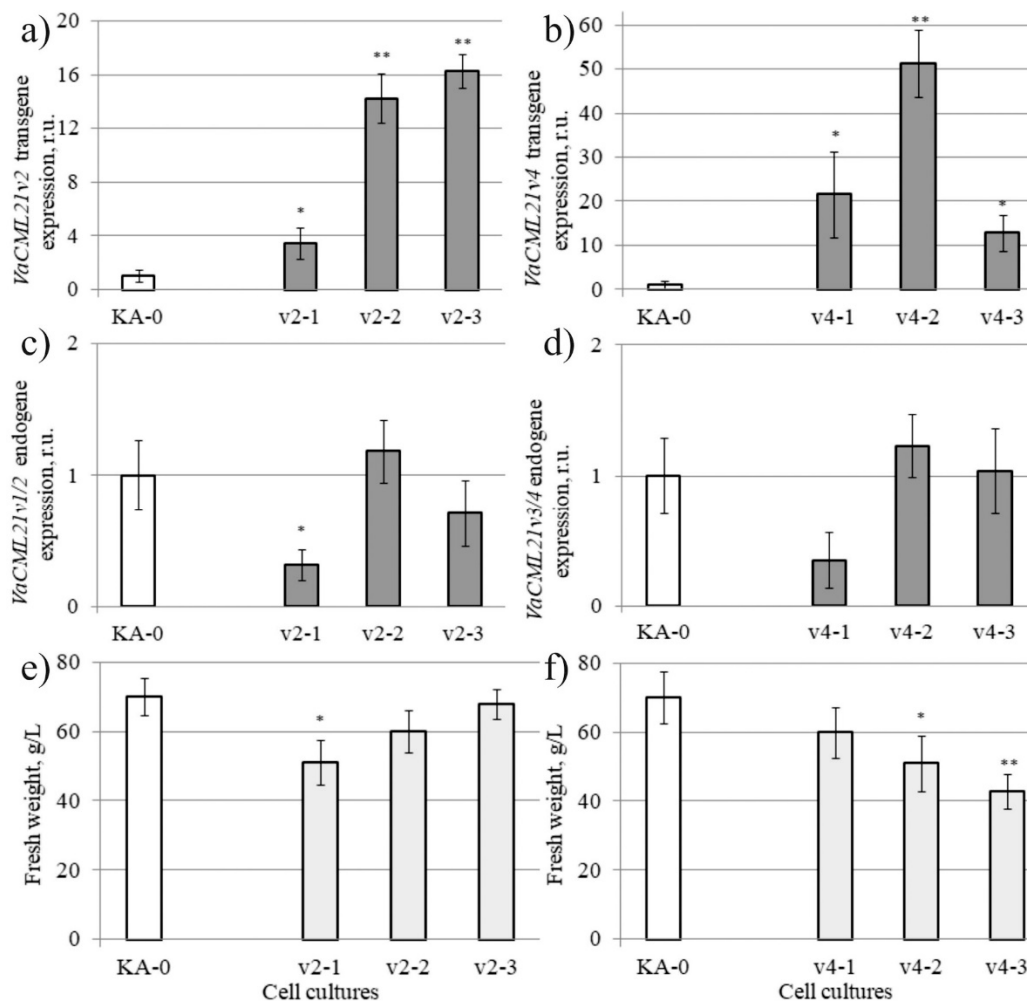 a)
VaCML21v2 transgene
expression, r.u.
20
16
12
8
4
0
*
**
**
KA-0 v2-1 v2-2 v2-3
b)
VaCML21v4 transgene
expression, r.u.
60
50
40
30
20
10
0
*
**
*
KA-0 v4-1 v4-2 v4-3
c)
VaCML21v1/2 endogene
expression, r.u.
2
1
0
*
KA-0 v2-1 v2-2 v2-3
d)
VaCML21v3/4 endogene
expression, r.u.
2
1
0
KA-0 v4-1 v4-2 v4-3
e)
Fresh weight, g/L
80
60
40
20
0
*
KA-0 v2-1 v2-2 v2-3
Cell cultures
f)
Fresh weight, g/L
80
60
40
20
0
*
**
KA-0 v4-1 v4-2 v4-3
Cell cultures